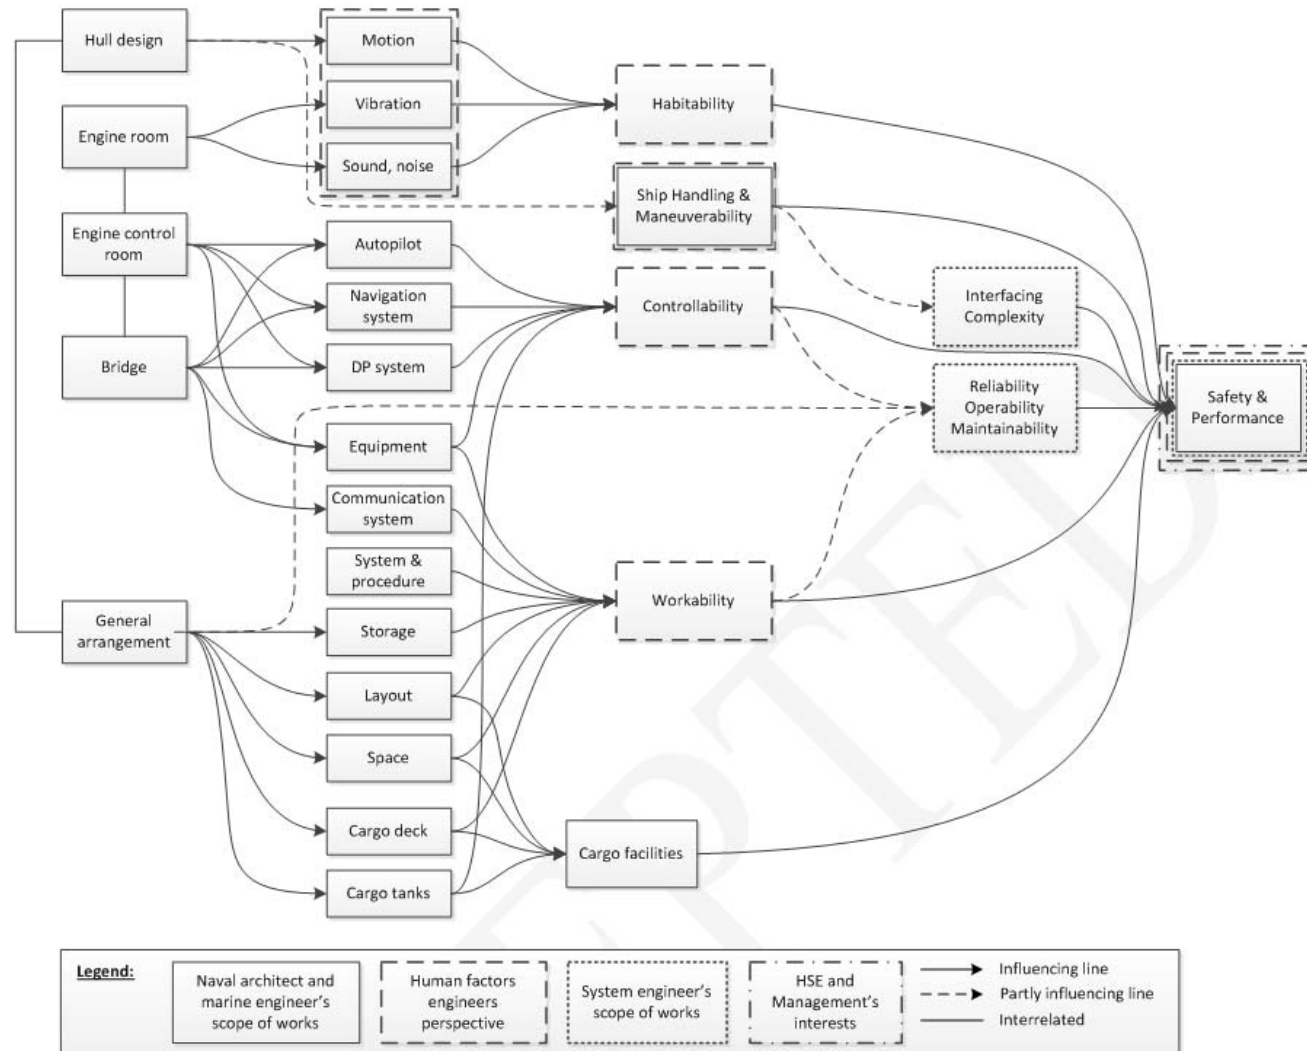 Hull design
Engine room
Engine control
room
Bridge
General
arrangement
Motion
Vibration
Sound, noise
Autopilot
Navigation
system
DP system
Equipment
Communication
system
System &
procedure
Storage
Layout
Space
Cargo deck
Cargo tanks
Habitability
Ship Handling &
Maneuverability
Controllability
Workability
Cargo facilities
Interfacing
Complexity
Reliability
Operability
Maintainability
Safety &
Performance
Legend:
Naval architect and
marine engineer's
scope of works
Human factors
engineers
perspective
System engineer's
scope of works
HSE and
Management's
interests
Influencing line
Partly influencing line
Interrelated
EPTED